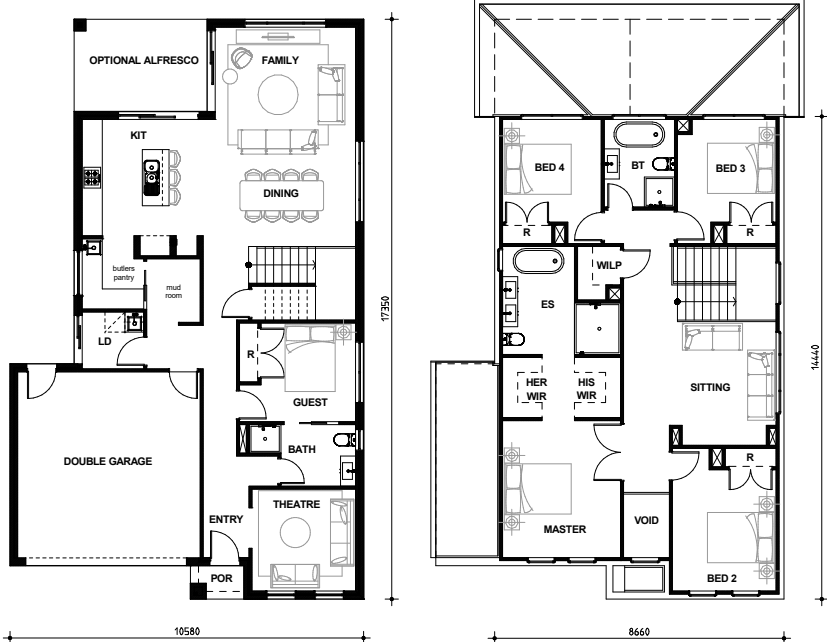 OPTIONAL ALFRESCO
FAMILY
KIT
DINING
butlers
pantry
mud
room
LD
R
GUEST
BATH
DOUBLE GARAGE
THEATRE
ENTRY
POR
10580
17350
BED 4
BT
BED 3
R
R
WILP
ES
HER
WIR
HIS
WIR
SITTING
R
MASTER
VOID
BED 2
8660
14440